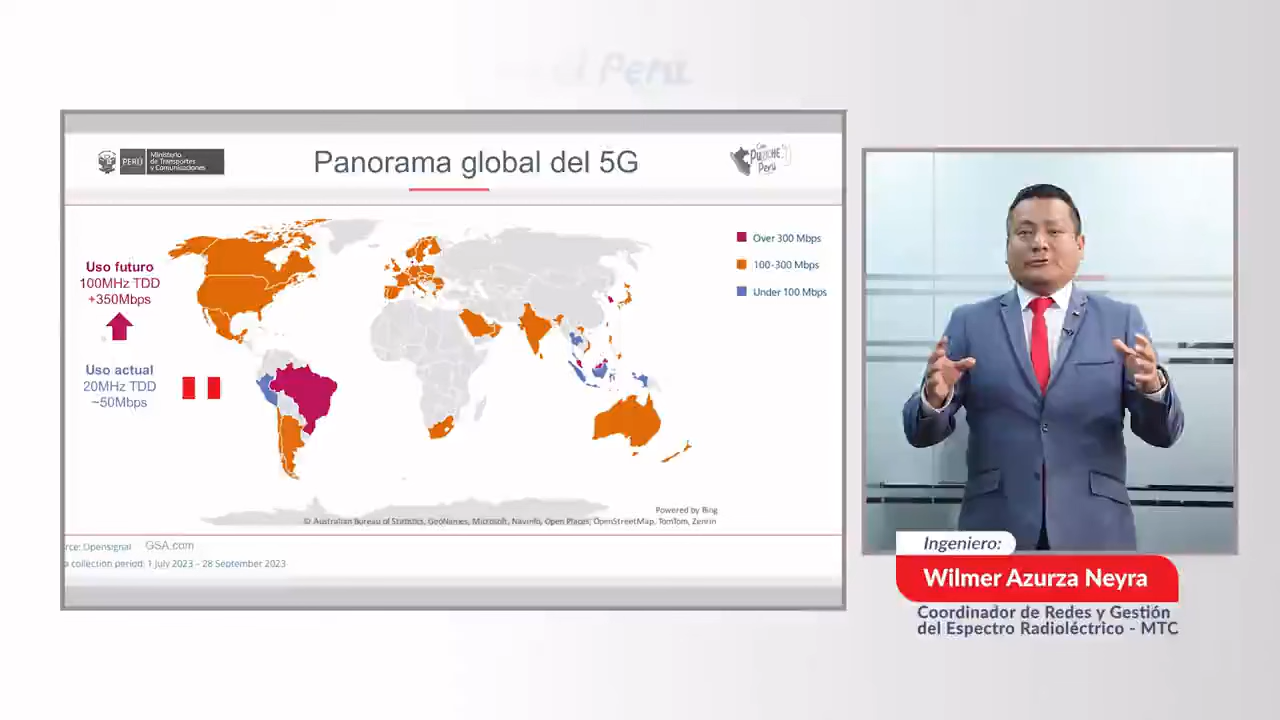 Perú
PERÚ
Ministerio
de Transportes
y Comunicaciones
Panorama global del 5G
Perú
Uso futuro
100MHz TDD
+350Mbps
Uso actual
20MHz TDD
~50Mbps
Over 300 Mbps
100-300 Mbps
Under 100 Mbps
Powered by Bing
© Australian Bureau of Statistics, GeoNames, Microsoft, Navinfo, Open Places, OpenStreetMap, TomTom, Zenrin
rce: Opensignal GSA.com
a collection period: 1 July 2023 – 28 September 2023
Ingeniero:
Wilmer Azurza Neyra
Coordinador de Redes y Gestión
del Espectro Radioléctrico - MTC